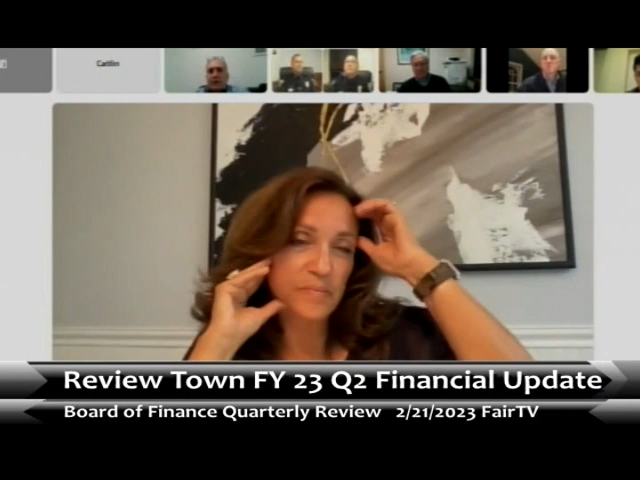 Caitlin
Review Town FY 23 Q2 Financial Update
Board of Finance Quarterly Review 2/21/2023 FairTV